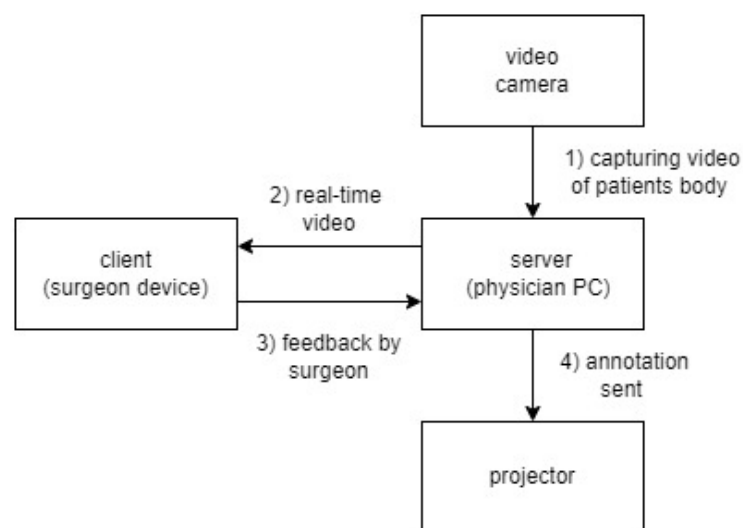 video
camera
1) capturing video
of patients body
2) real-time
video
client
(surgeon device)
server
(physician PC)
3) feedback by
surgeon
4) annotation
sent
projector